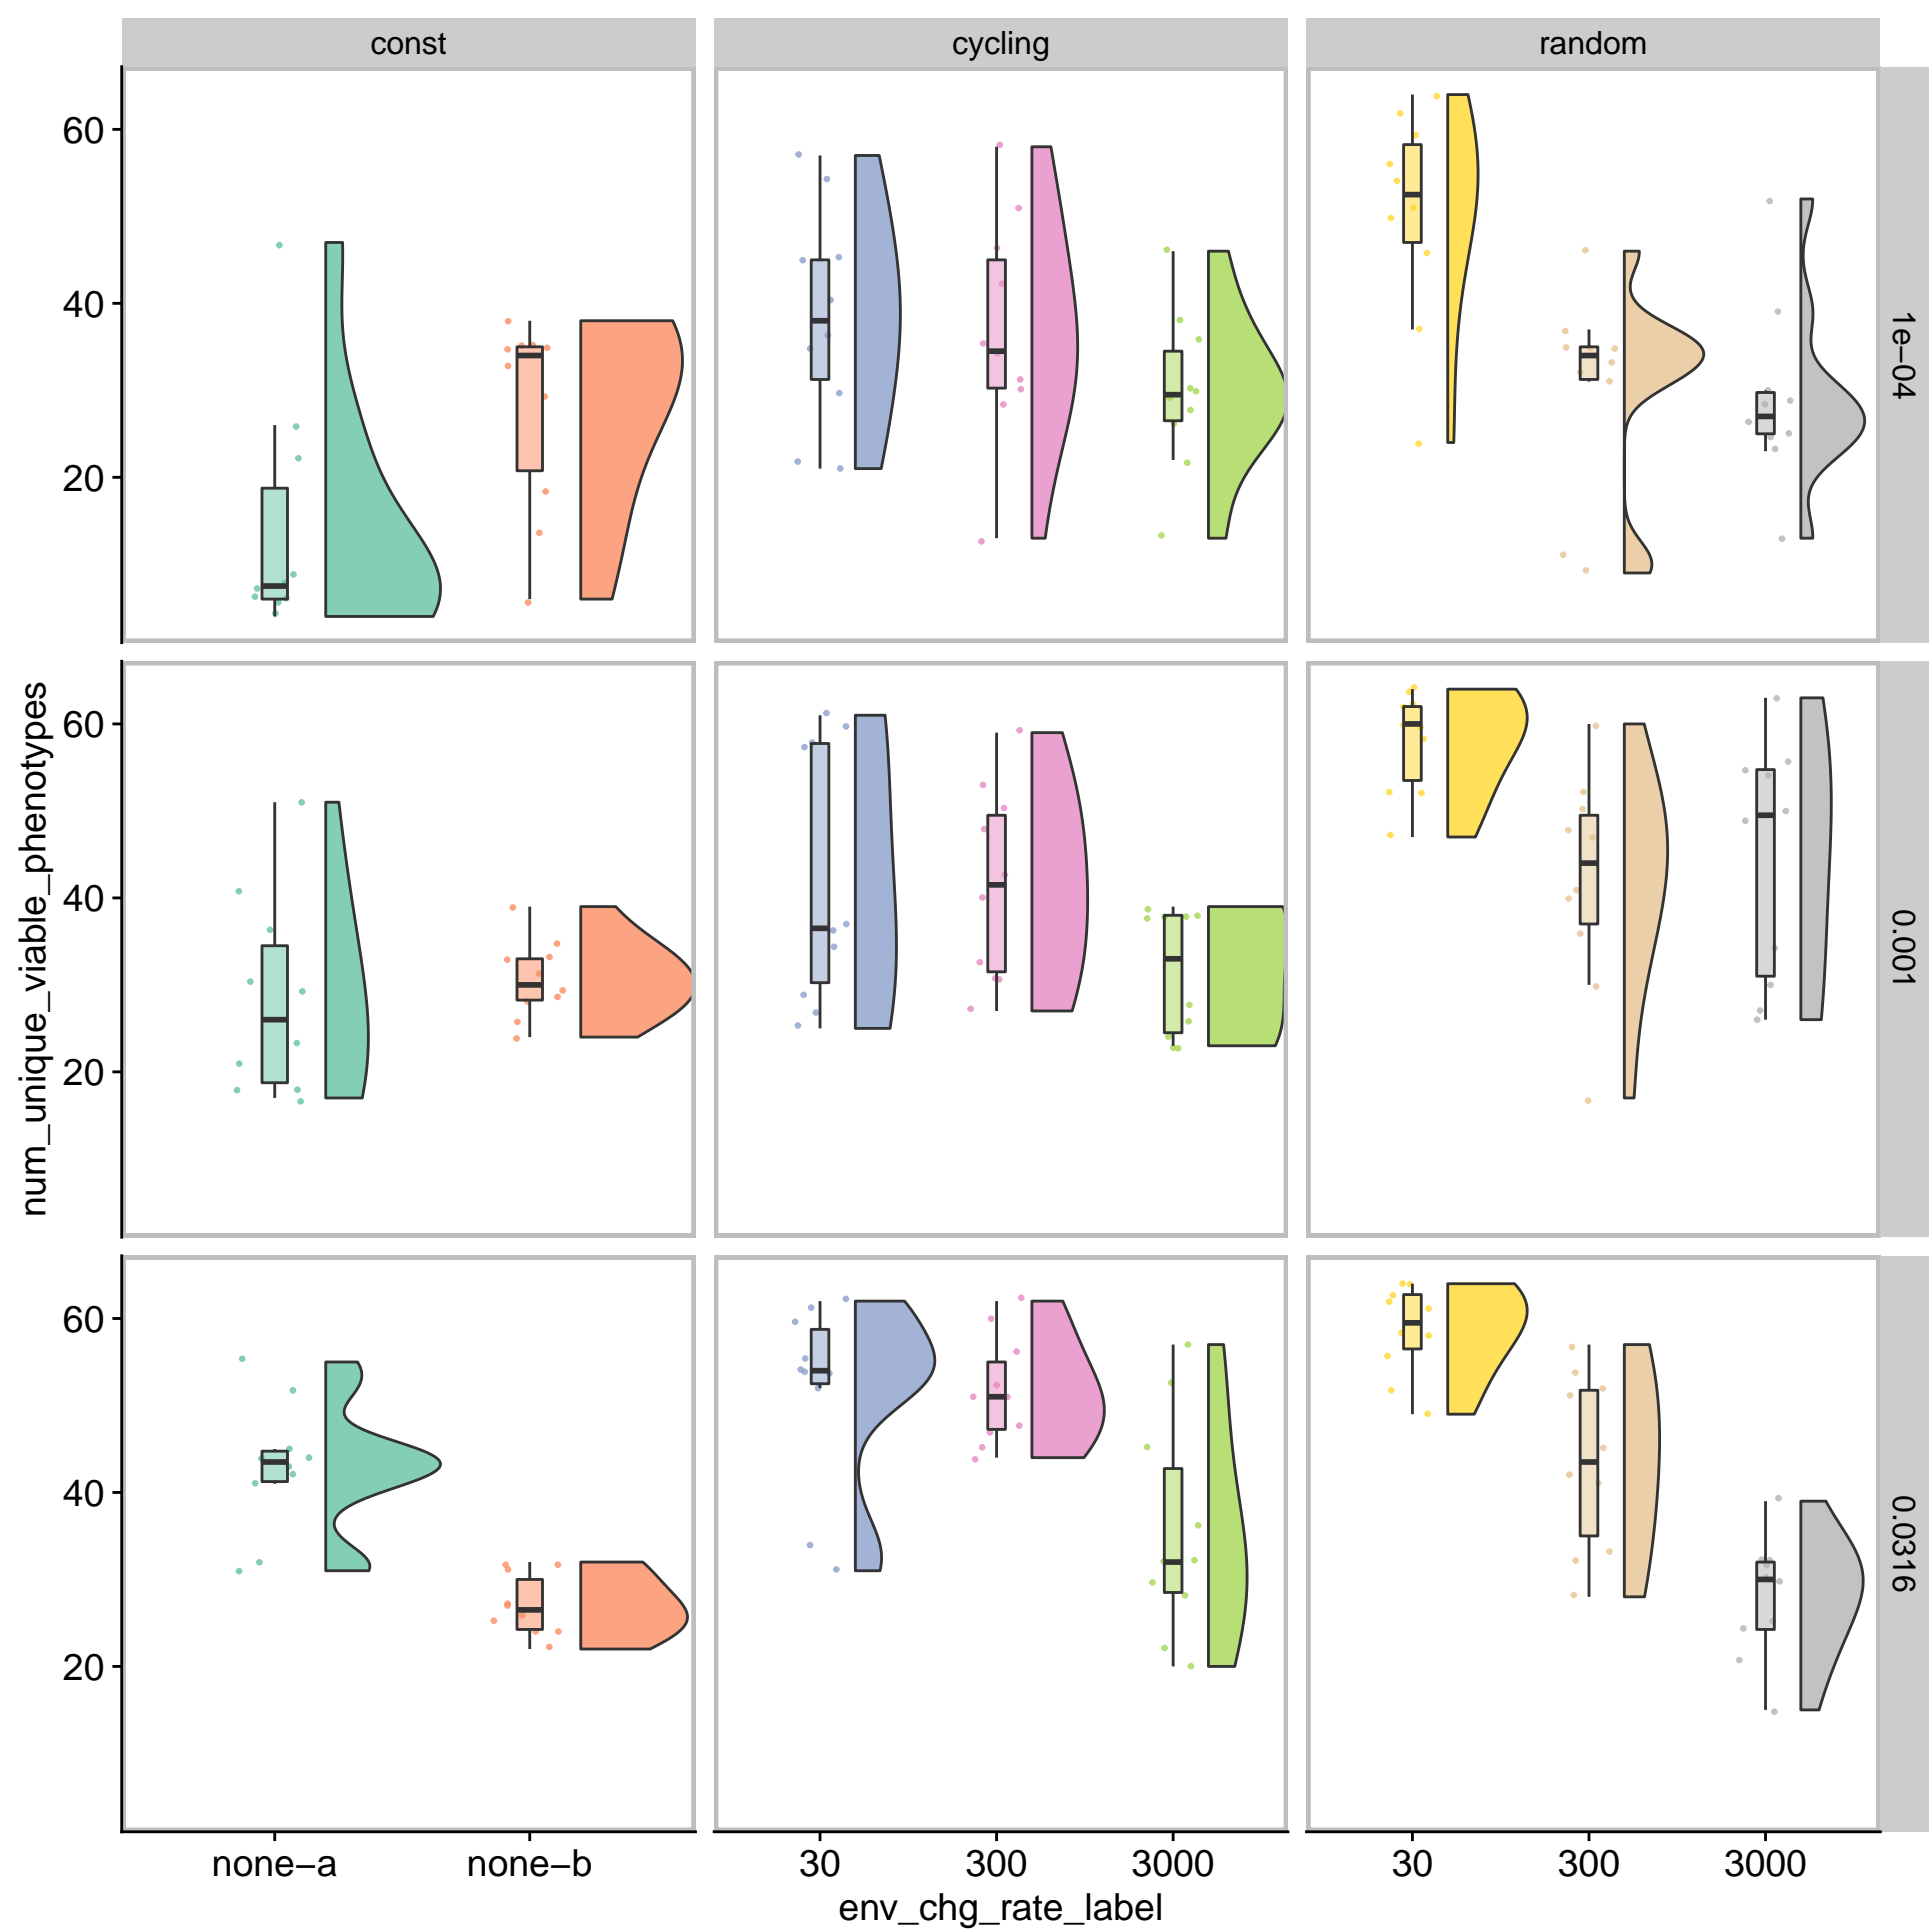 const cycling random
60
40
20
1e−04
num_unique_viable_phenotypes
60
40
20
0.001
60
40
20
0.0316
none−a none−b 30 300 3000 30 300 3000
env_chg_rate_label